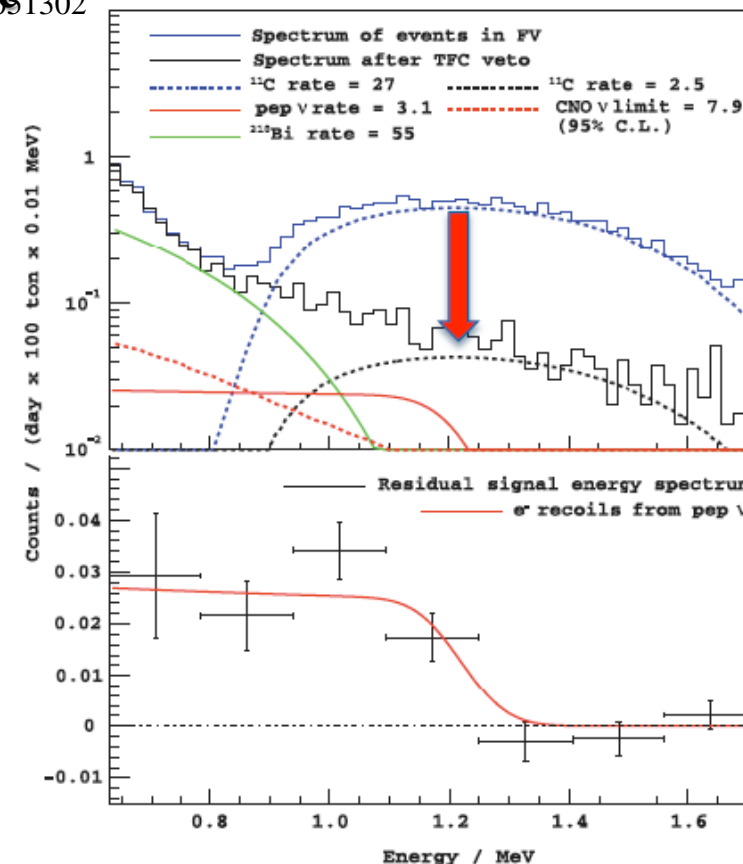 51302
Spectrum of events in FV
Spectrum after TFC veto
¹¹C rate = 27
¹¹C rate = 2.5
pep ν rate = 3.1
CNO ν limit = 7.9
(95% C.L.)
²¹⁰Bi rate = 55
1
10⁻¹
10⁻²
Counts / (day x 100 ton x 0.01 MeV)
Residual signal energy spectrum
e⁻ recoils from pep ν
0.04
0.03
0.02
0.01
0
-0.01
0.8 1.0 1.2 1.4 1.6
Energy / MeV